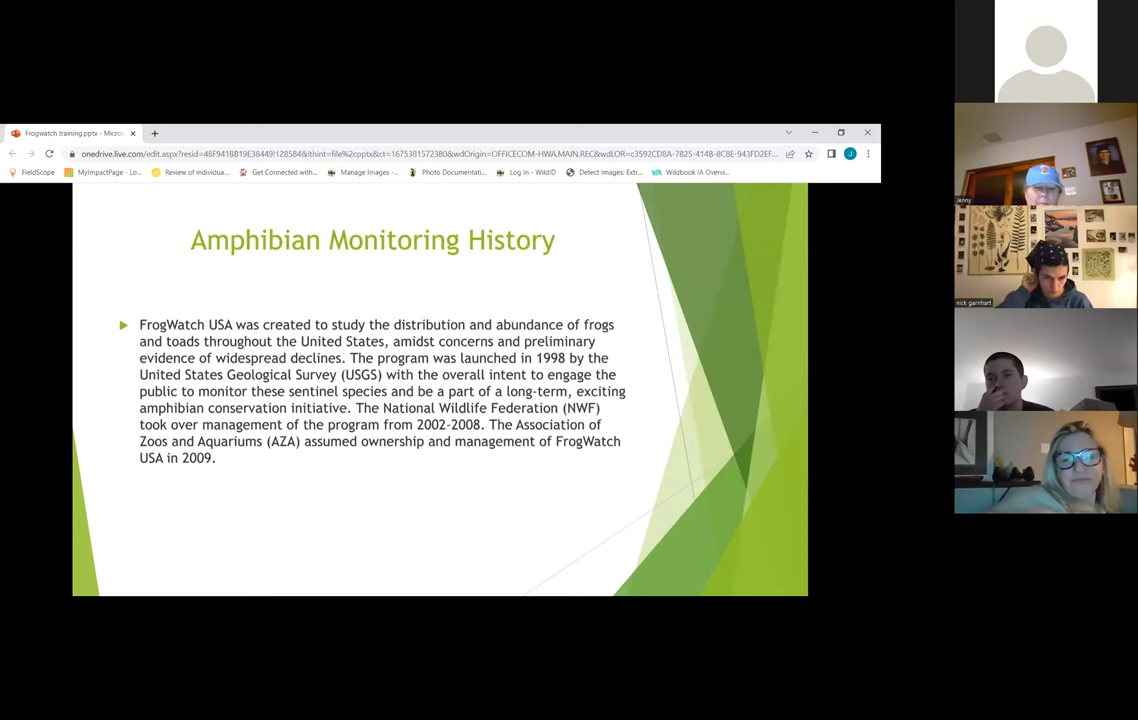 Frogwatch training.pptx - Micros
onedrive.live.com/edit.aspx?resid=48F941BB19E38449!128584&ithint=file%2cpptx&ct=1675381572380&wdOrigin=OFFICECOM-HWA.MAIN.REC&wdLOR=c3592CD8A-7825-414B-8C8E-943FD2EF...
J
FieldScope
MyImpactPage - Lo...
Review of individua...
Get Connected with...
Manage Images -...
Photo Documentati...
Log In - WildID
Detect Images: Extr...
Wildbook IA Overvi...
Amphibian Monitoring History
FrogWatch USA was created to study the distribution and abundance of frogs
and toads throughout the United States, amidst concerns and preliminary
evidence of widespread declines. The program was launched in 1998 by the
United States Geological Survey (USGS) with the overall intent to engage the
public to monitor these sentinel species and be a part of a long-term, exciting
amphibian conservation initiative. The National Wildlife Federation (NWF)
took over management of the program from 2002-2008. The Association of
Zoos and Aquariums (AZA) assumed ownership and management of FrogWatch
USA in 2009.
Jenny
nick garnhart